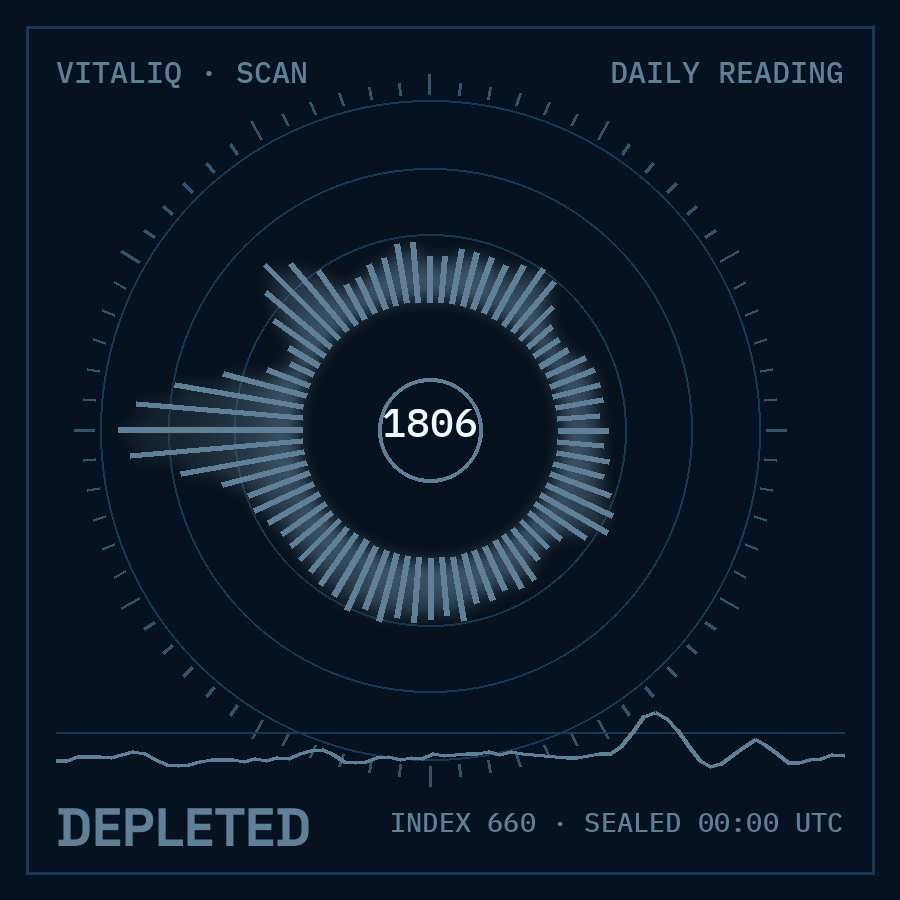 VITALIQ · SCAN
DAILY READING
1806
DEPLETED
INDEX 660 · SEALED 00:00 UTC